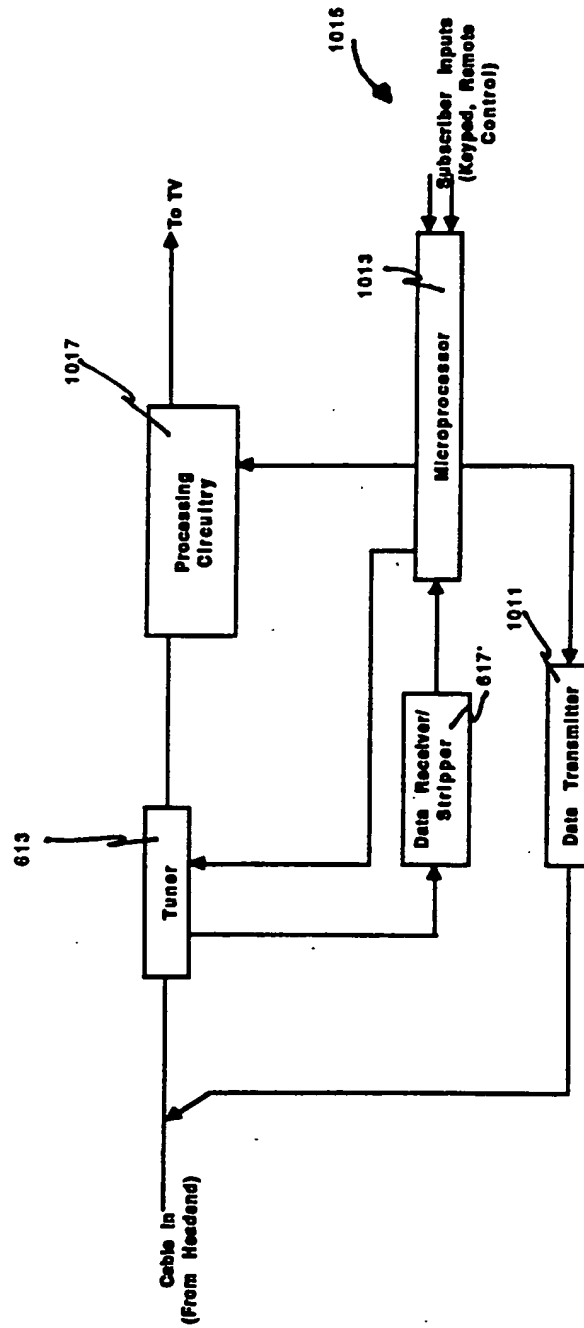 Cable In
(From Headend)
613
Tuner
1017
Processing
Circuitry
To TV
Data Receiver/
Stripper
617'
1013
Microprocessor
1015
Subscriber Inputs
(Keypad, Remote
Control)
1011
Data Transmitter